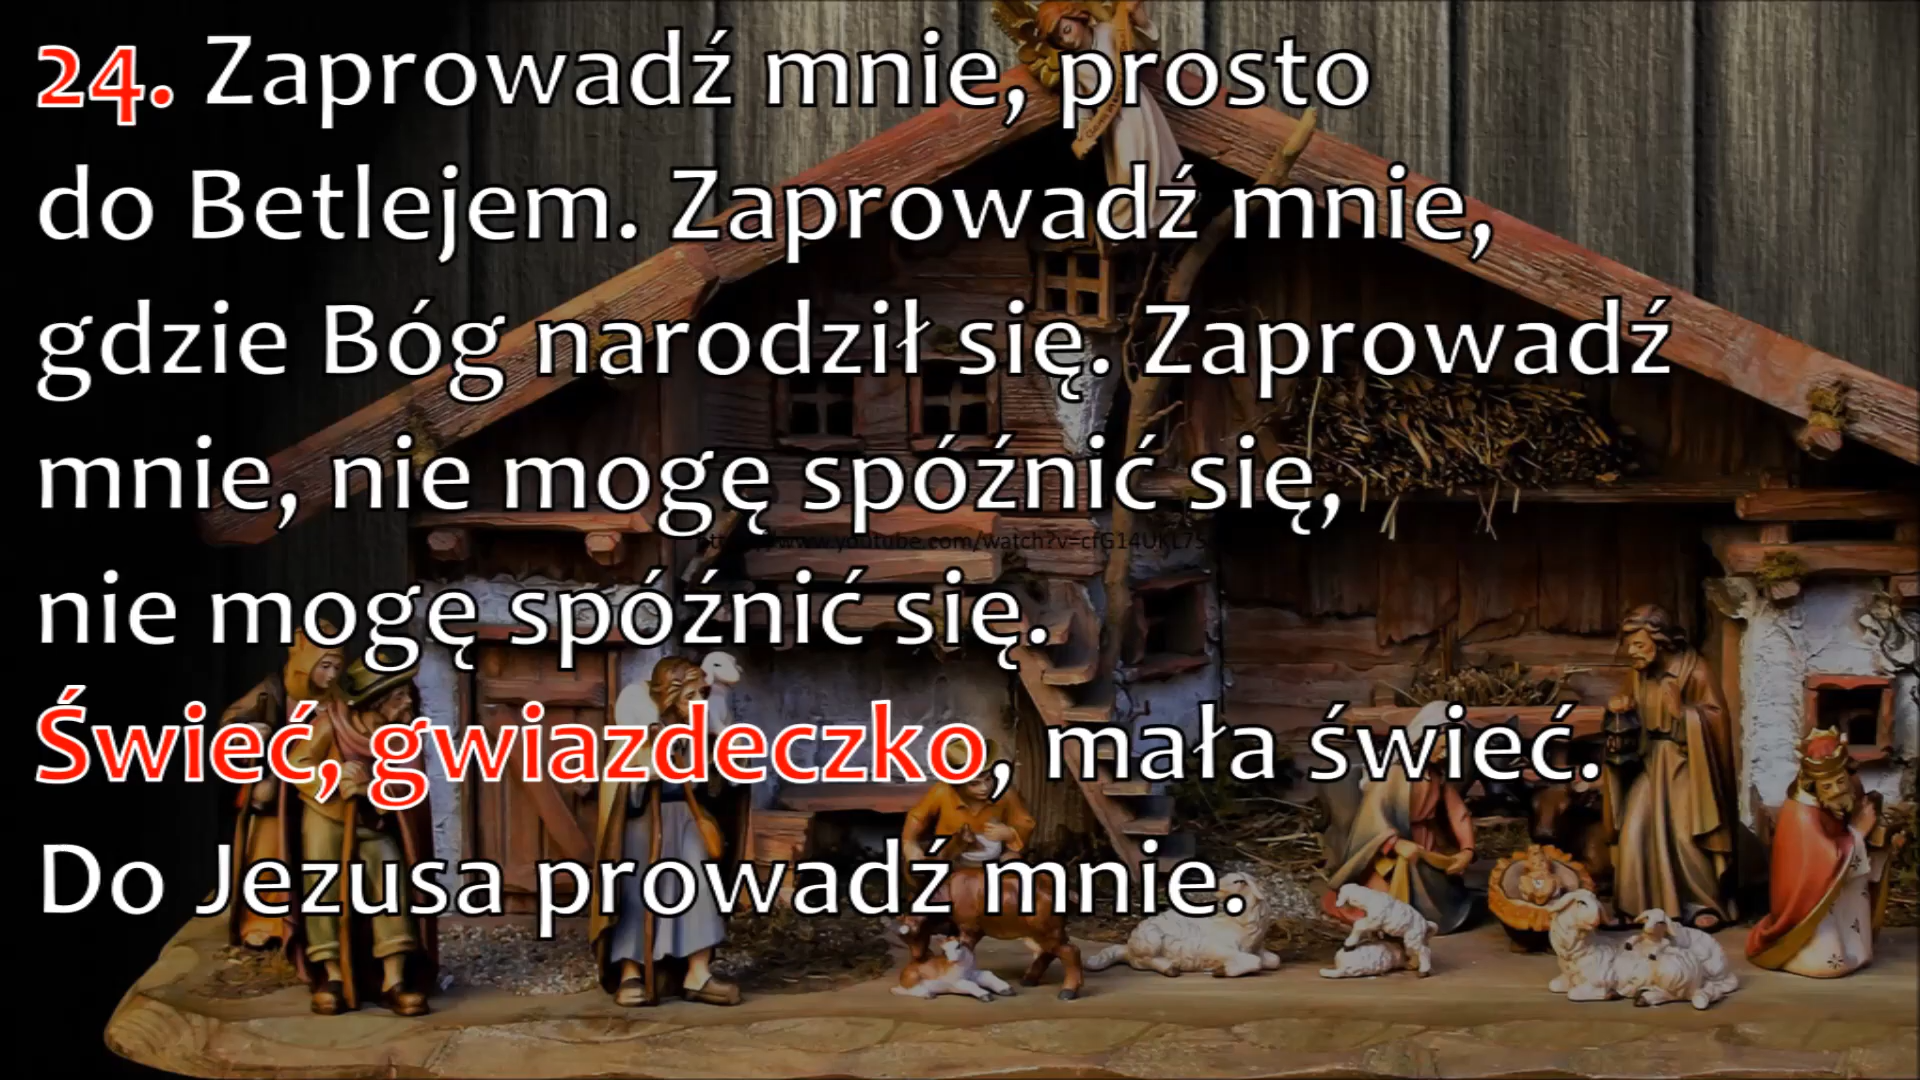 24. Zaprowadź mnie, prosto
do Betlejem. Zaprowadź mnie,
gdzie Bóg narodził się. Zaprowadź
mnie, nie mogę spóźnić się,
nie mogę spóźnić się.
Świeć, gwiazdeczko, mała świeć.
Do Jezusa prowadź mnie.